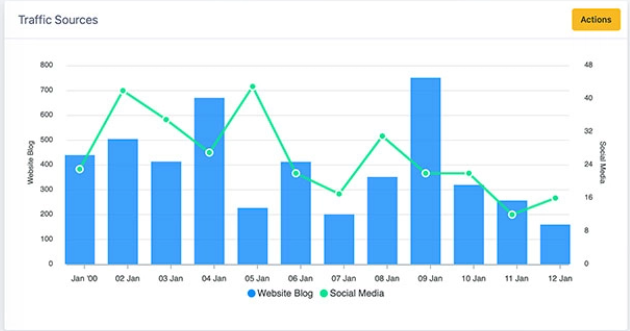 Traffic Sources
Actions
800
700
600
500
400
300
200
100
0
Website Blog
48
40
32
24
16
8
0
Social Media
Jan '00 02 Jan 03 Jan 04 Jan 05 Jan 06 Jan 07 Jan 08 Jan 09 Jan 10 Jan 11 Jan 12 Jan
Website Blog Social Media